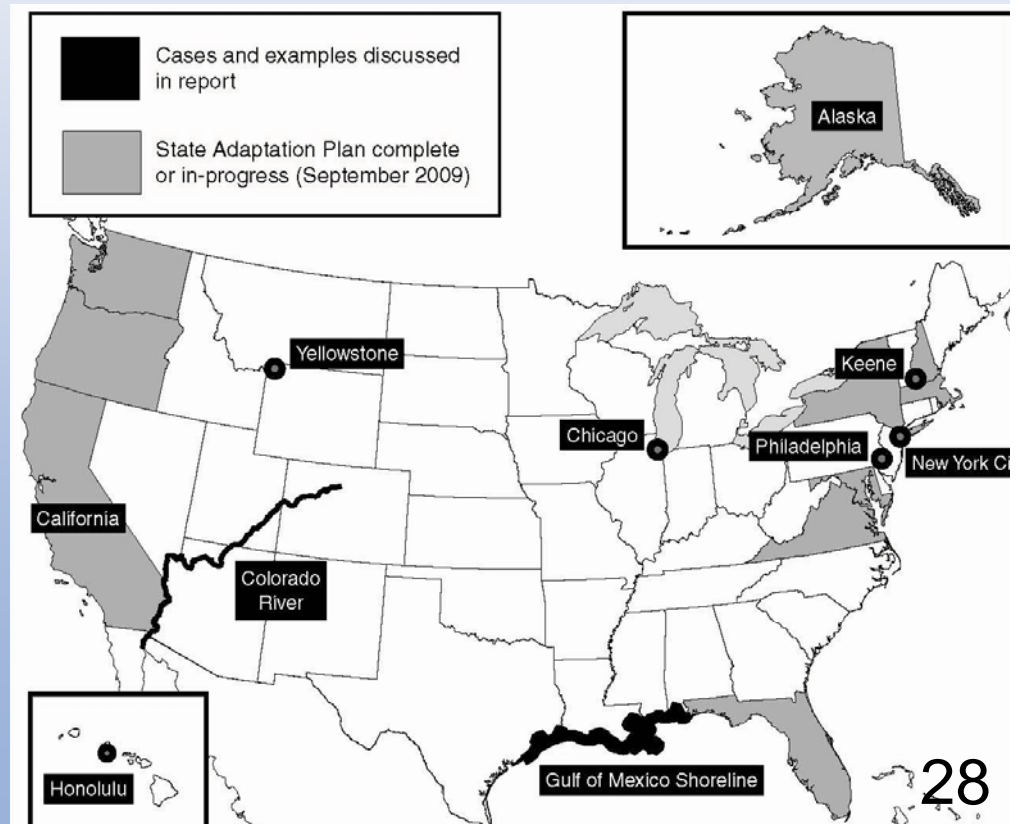 Cases and examples discussed
in report
State Adaptation Plan complete
or in-progress (September 2009)
Alaska
Yellowstone
Keene
Chicago
Philadelphia
New York Ci
California
Colorado
River
Honolulu
Gulf of Mexico Shoreline
28